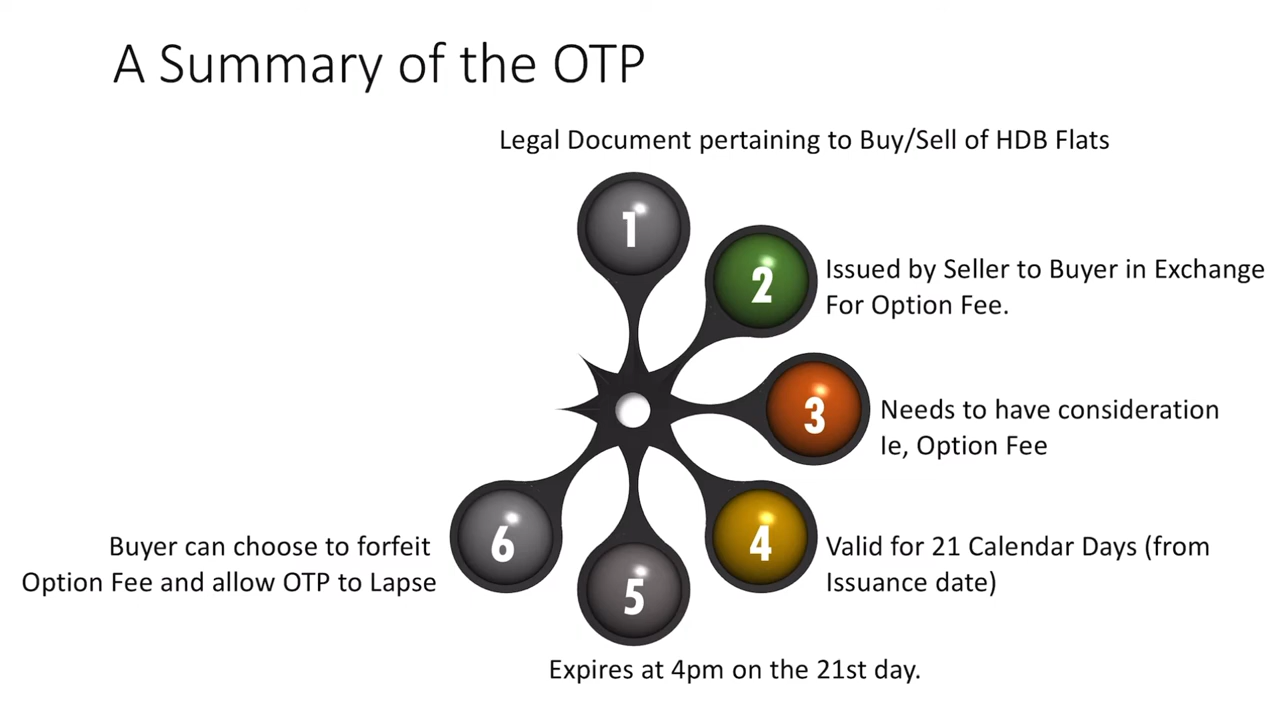 A Summary of the OTP
Legal Document pertaining to Buy/Sell of HDB Flats
1
2
Issued by Seller to Buyer in Exchange
For Option Fee.
3
Needs to have consideration
Ie, Option Fee
4
Valid for 21 Calendar Days (from
Issuance date)
5
Expires at 4pm on the 21st day.
6
Buyer can choose to forfeit
Option Fee and allow OTP to Lapse